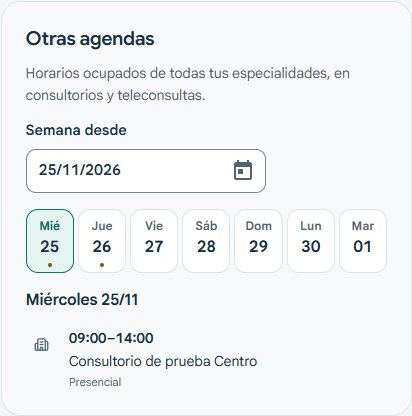 Otras agendas
Horarios ocupados de todas tus especialidades, en
consultorios y teleconsultas.
Semana desde
25/11/2026
Mié Jue Vie Sáb Dom Lun Mar
25 26 27 28 29 30 01
Miércoles 25/11
09:00–14:00
Consultorio de prueba Centro
Presencial